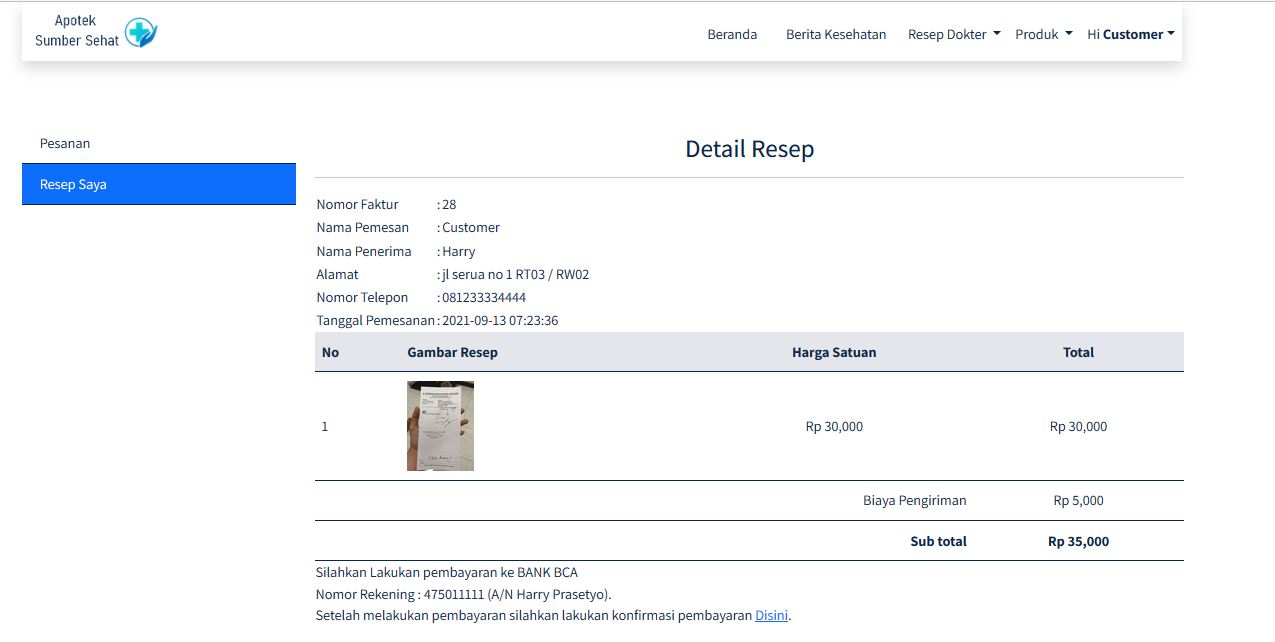 Apotek
Sumber Sehat
Beranda Berita Kesehatan Resep Dokter Produk Hi Customer
Pesanan
Resep Saya
Detail Resep
Nomor Faktur : 28
Nama Pemesan : Customer
Nama Penerima : Harry
Alamat : jl serua no 1 RT03 / RW02
Nomor Telepon : 081233334444
Tanggal Pemesanan : 2021-09-13 07:23:36
No Gambar Resep Harga Satuan Total
1 Rp 30,000 Rp 30,000
Biaya Pengiriman Rp 5,000
Sub total Rp 35,000
Silahkan Lakukan pembayaran ke BANK BCA
Nomor Rekening : 475011111 (A/N Harry Prasetyo).
Setelah melakukan pembayaran silahkan lakukan konfirmasi pembayaran Disini.